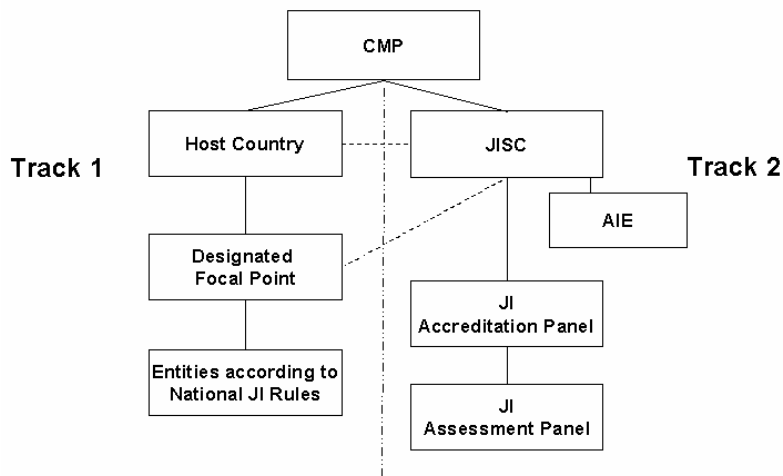 CMP
Host Country
JISC
Track 1
Track 2
AIE
Designated
Focal Point
JI
Accreditation Panel
Entities according to
National JI Rules
JI
Assessment Panel